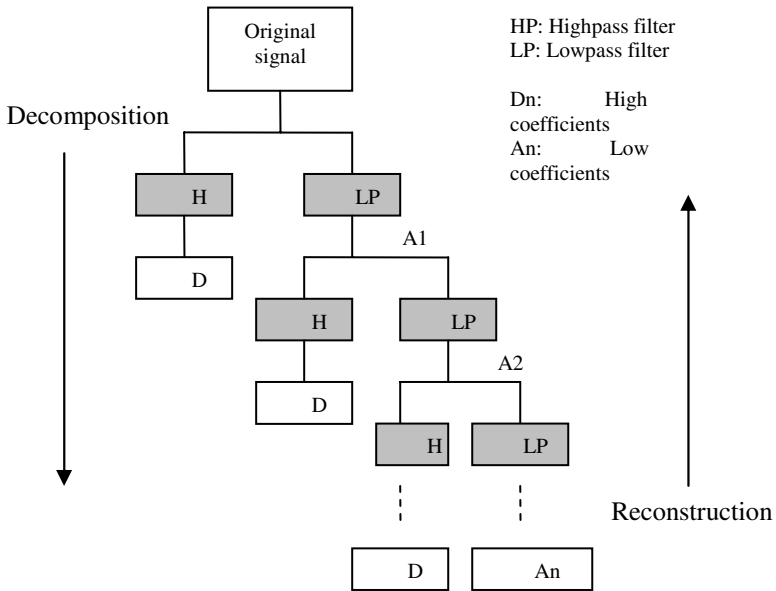 Original
signal
HP: Highpass filter
LP: Lowpass filter
Dn: High
coefficients
An: Low
coefficients
Decomposition
H
LP
A1
D
H
LP
A2
D
H
LP
Reconstruction
D
An